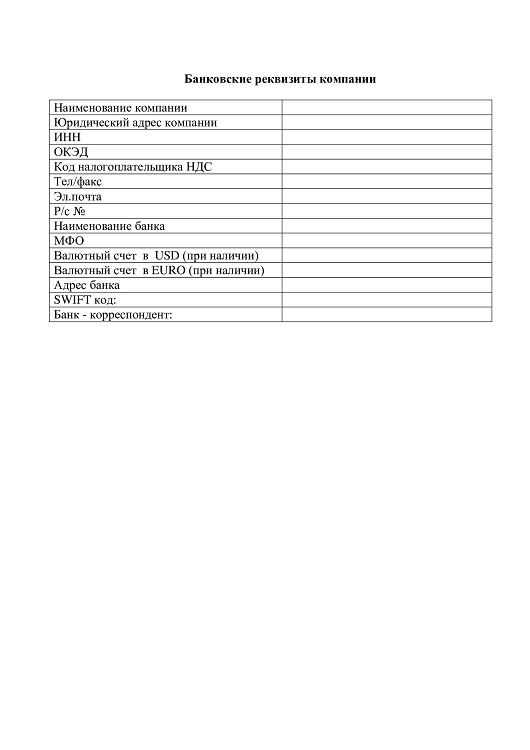 Банковские реквизиты компании
Наименование компании
Юридический адрес компании
ИНН
ОКЭД
Код налогоплательщика НДС
Тел/факс
Эл.почта
Р/с №
Наименование банка
МФО
Валютный счет  в  USD (при наличии)
Валютный счет  в EURO (при наличии)
Адрес банка
SWIFT код:
Банк - корреспондент: